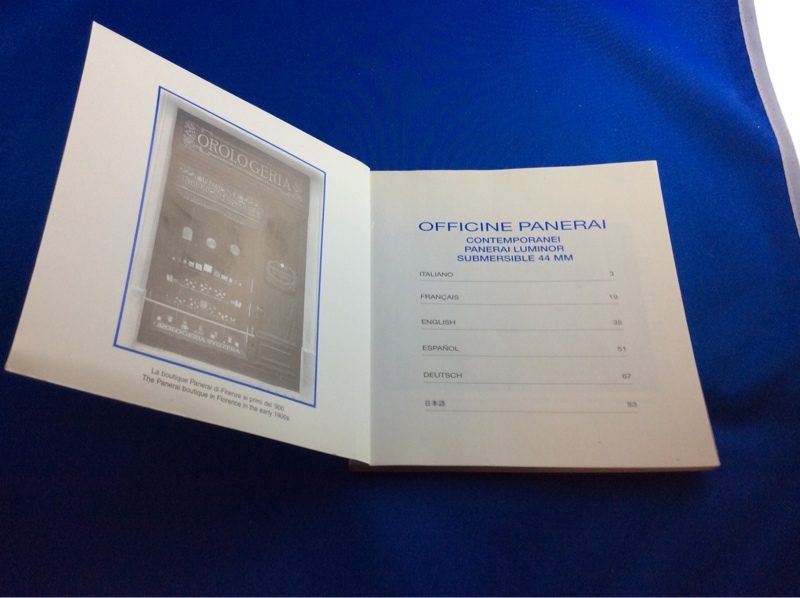 OROLOGERIA
OROLOGERIA SVIZZERA
La boutique Panerai di Firenze ai primi del '900
The Panerai boutique in Florence in the early 1900s
OFFICINE PANERAI
CONTEMPORANEI
PANERAI LUMINOR
SUBMERSIBLE 44 MM
ITALIANO 3
FRANÇAIS 19
ENGLISH 35
ESPAÑOL 51
DEUTSCH 67
日本語 83